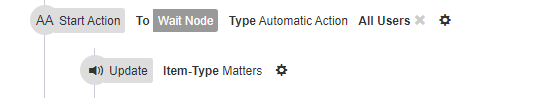 AA Start Action To Wait Node Type Automatic Action All Users
Update Item-Type Matters